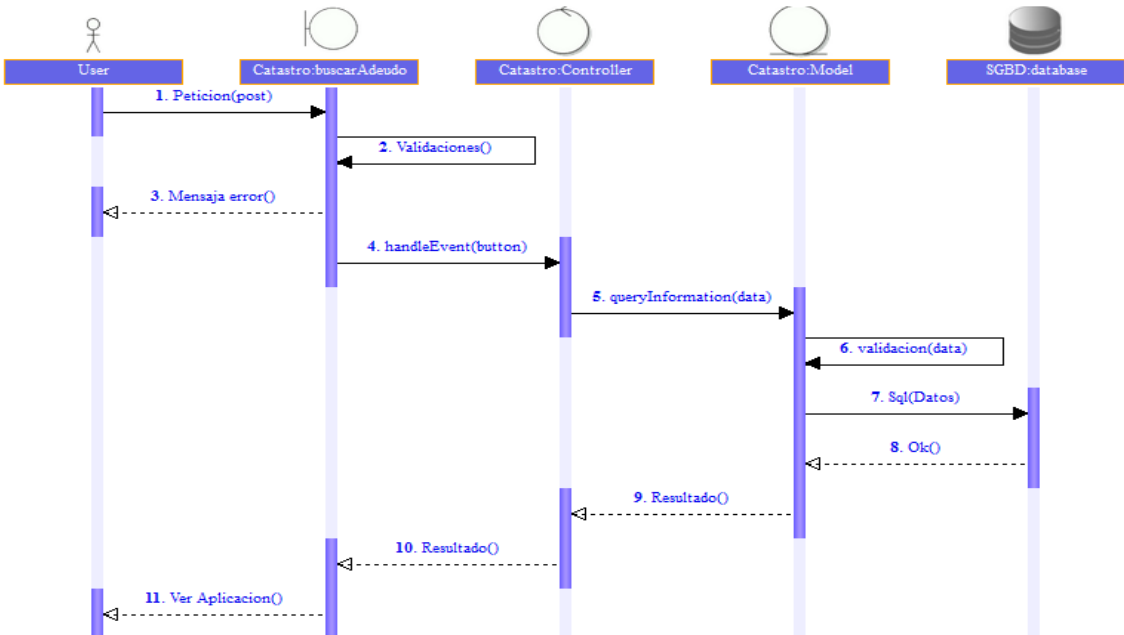 User
Catastro:buscarAdeudo
Catastro:Controller
Catastro:Model
SGBD:database
1. Peticion(post)
2. Validaciones()
3. Mensaja error()
4. handleEvent(button)
5. queryInformation(data)
6. validacion(data)
7. Sql(Datos)
8. Ok()
9. Resultado()
10. Resultado()
11. Ver Aplicacion()